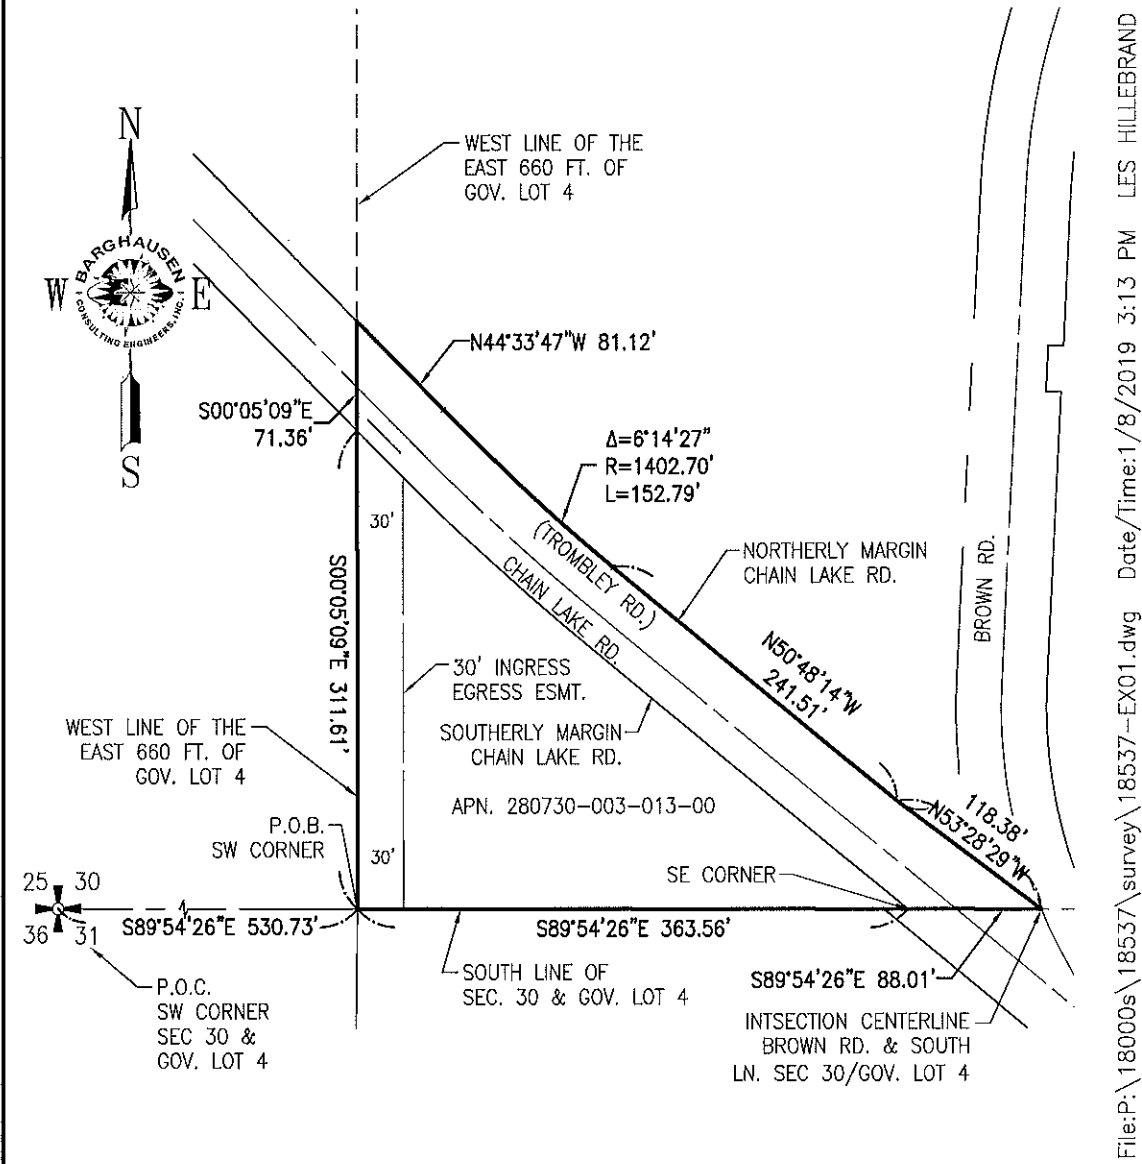 N
WEST LINE OF THE
EAST 660 FT. OF
GOV. LOT 4
BARGHAUSEN
CONSULTING ENGINEERS, INC.
W
E
S
N44°33'47"W 81.12'
S00°05'09"E
71.36'
Δ=6°14'27"
R=1402.70'
L=152.79'
30'
(TROMBLEY RD.)
CHAIN LAKE RD.
NORTHERLY MARGIN
CHAIN LAKE RD.
BROWN RD.
S00°05'09"E 311.61'
30' INGRESS
EGRESS ESMT.
N50°48'14"W
241.51'
SOUTHERLY MARGIN
CHAIN LAKE RD.
WEST LINE OF THE
EAST 660 FT. OF
GOV. LOT 4
APN. 280730-003-013-00
118.38'
N53°28'29"W
P.O.B.
SW CORNER
30'
SE CORNER
25 30
36 31
S89°54'26"E 530.73'
S89°54'26"E 363.56'
P.O.C.
SW CORNER
SEC 30 &
GOV. LOT 4
SOUTH LINE OF
SEC. 30 & GOV. LOT 4
S89°54'26"E 88.01'
INTSECTION CENTERLINE
BROWN RD. & SOUTH
LN. SEC 30/GOV. LOT 4
File:P:\18000s\18537\survey\18537-EX01.dwg Date/Time:1/8/2019 3:13 PM LES HILLEBRAND